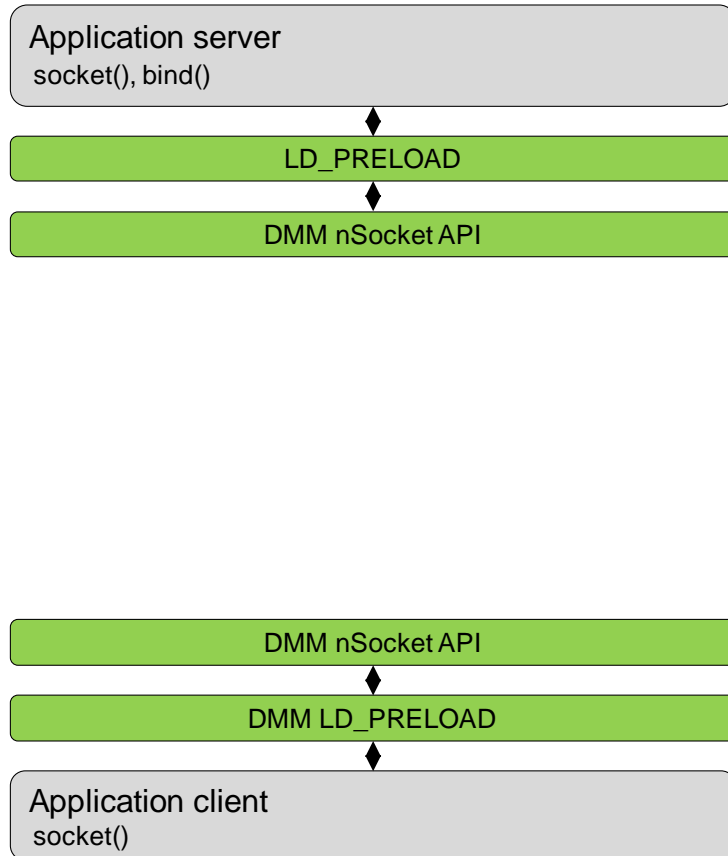 Application server
socket(), bind()
LD_PRELOAD
DMM nSocket API
DMM nSocket API
DMM LD_PRELOAD
Application client
socket()